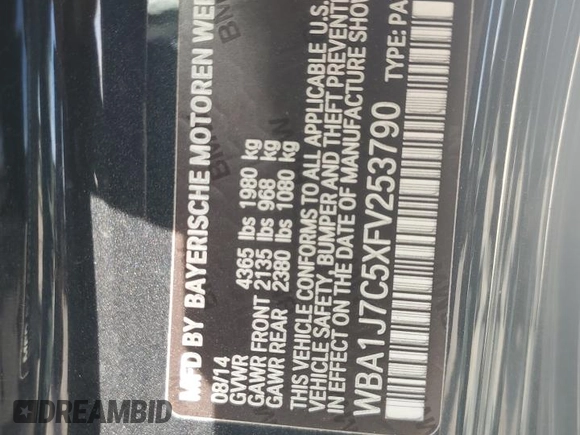 MFD BY BAYERISCHE MOTOREN
08/14
GVWR 4365 lbs 1980 kg
GAWR FRONT 2135 lbs 968 kg
GAWR REAR 2380 lbs 1080 kg
THIS VEHICLE CONFORMS TO ALL APPLICABLE U.S.
VEHICLE SAFETY, BUMPER AND THEFT PREVENT
IN EFFECT ON THE DATE OF MANUFACTURE SHOW
WBA1J7C5XFV253790 TYPE: PA
BMW
DREAMBID